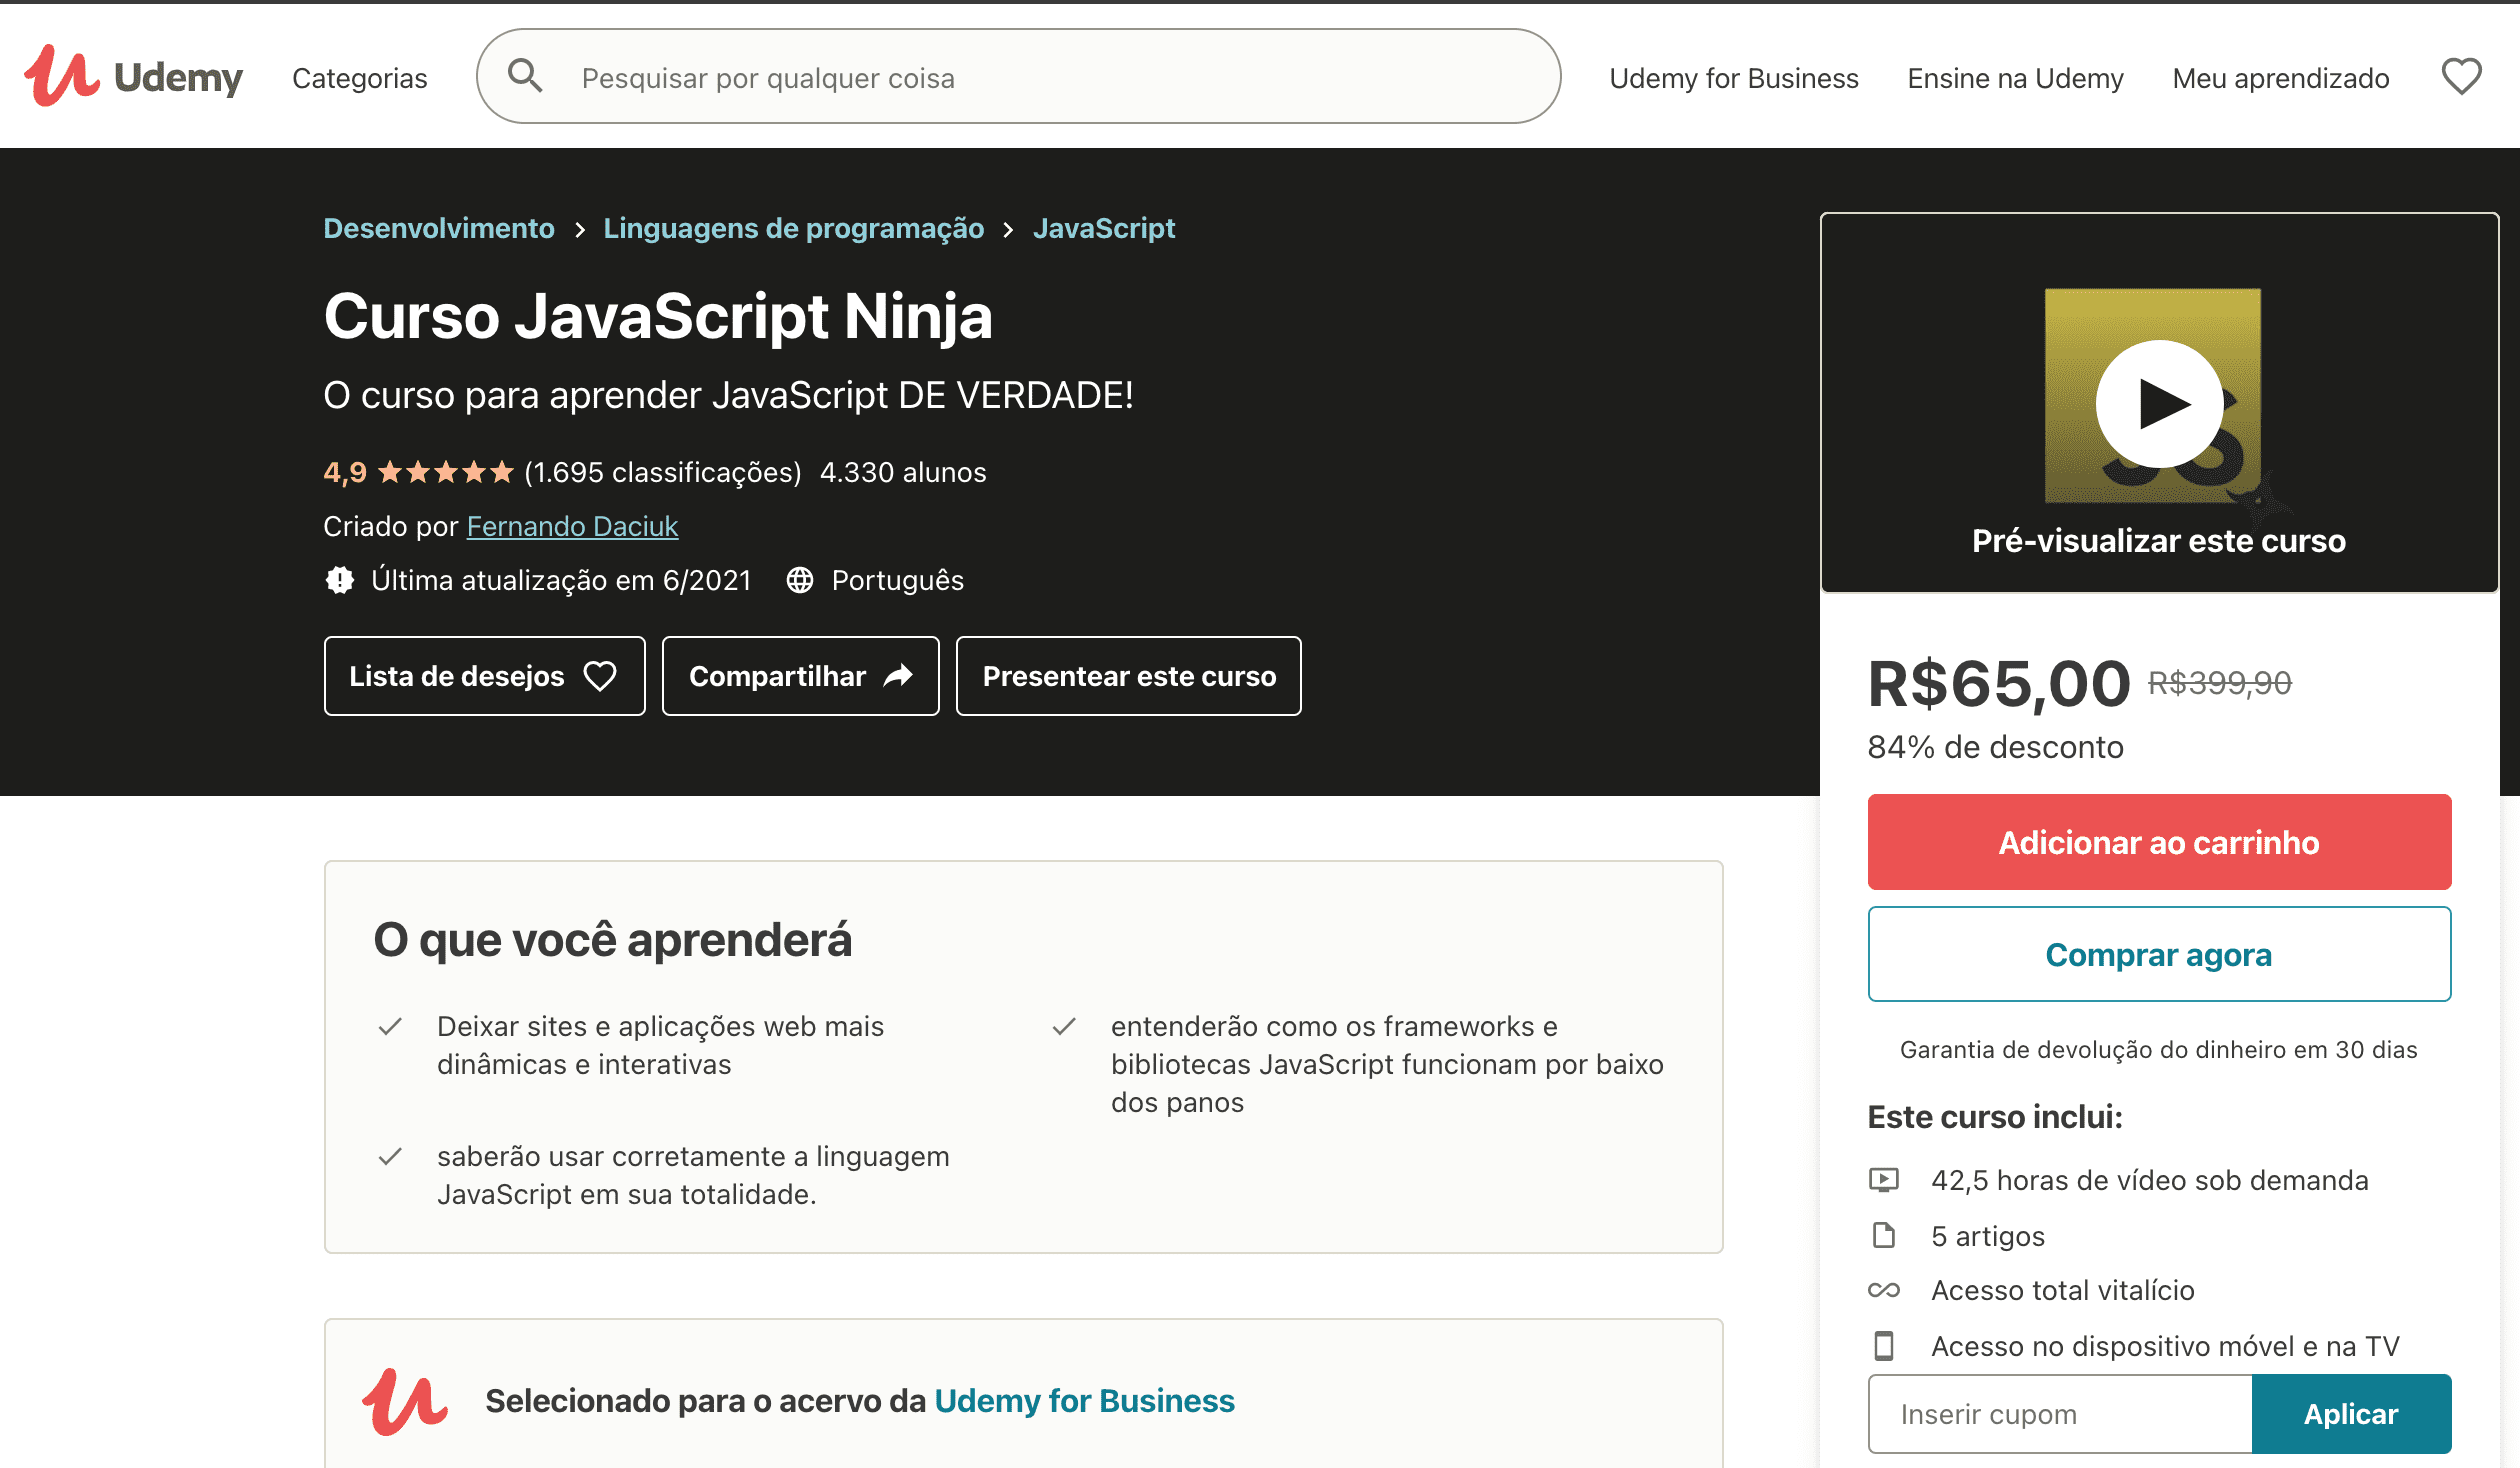 Udemy
Categorias
Pesquisar por qualquer coisa
Udemy for Business
Ensine na Udemy
Meu aprendizado
Desenvolvimento > Linguagens de programação > JavaScript
Curso JavaScript Ninja
O curso para aprender JavaScript DE VERDADE!
4,9 ★★★★★ (1.695 classificações) 4.330 alunos
Criado por Fernando Daciuk
Última atualização em 6/2021 Português
Lista de desejos
Compartilhar
Presentear este curso
JS
Pré-visualizar este curso
R$65,00 R$399,90
84% de desconto
Adicionar ao carrinho
Comprar agora
Garantia de devolução do dinheiro em 30 dias
Este curso inclui:
42,5 horas de vídeo sob demanda
5 artigos
Acesso total vitalício
Acesso no dispositivo móvel e na TV
Inserir cupom
Aplicar
O que você aprenderá
Deixar sites e aplicações web mais
dinâmicas e interativas
entenderão como os frameworks e
bibliotecas JavaScript funcionam por baixo
dos panos
saberão usar corretamente a linguagem
JavaScript em sua totalidade.
Selecionado para o acervo da Udemy for Business